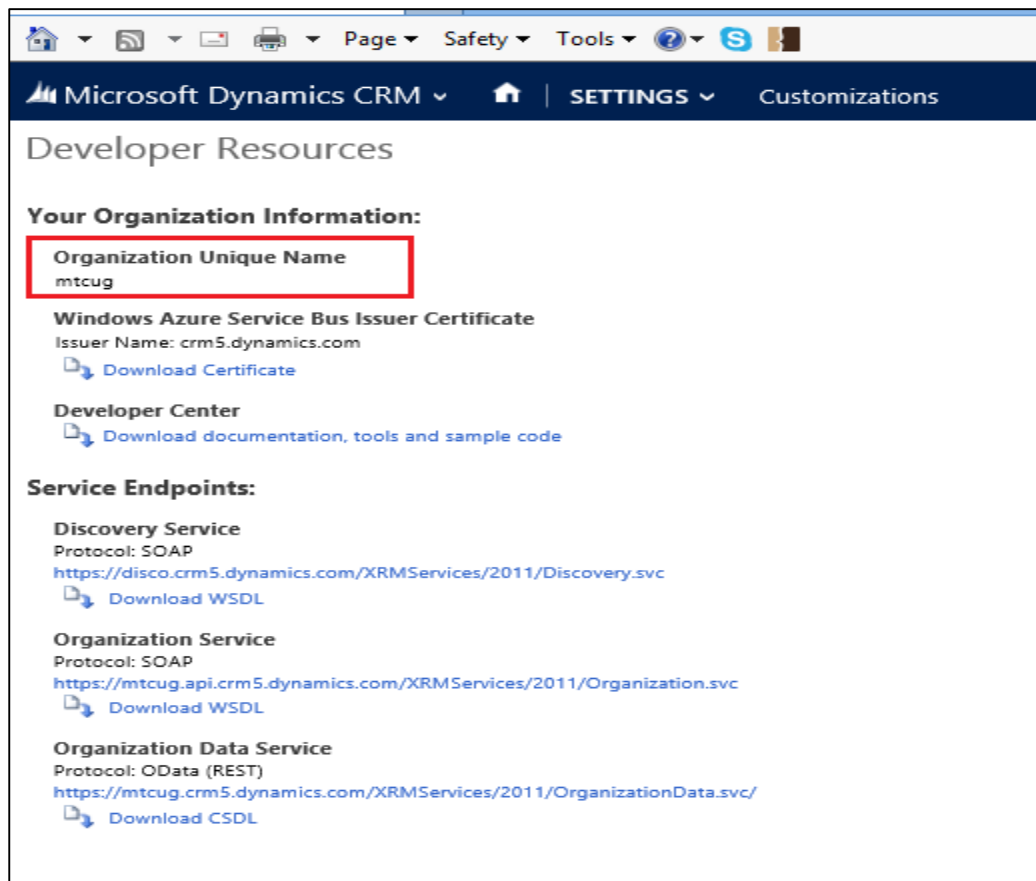 Page Safety Tools
Microsoft Dynamics CRM SETTINGS Customizations
Developer Resources
Your Organization Information:
Organization Unique Name
mtcug
Windows Azure Service Bus Issuer Certificate
Issuer Name: crm5.dynamics.com
Download Certificate
Developer Center
Download documentation, tools and sample code
Service Endpoints:
Discovery Service
Protocol: SOAP
https://disco.crm5.dynamics.com/XRMServices/2011/Discovery.svc
Download WSDL
Organization Service
Protocol: SOAP
https://mtcug.api.crm5.dynamics.com/XRMServices/2011/Organization.svc
Download WSDL
Organization Data Service
Protocol: OData (REST)
https://mtcug.crm5.dynamics.com/XRMServices/2011/OrganizationData.svc/
Download CSDL